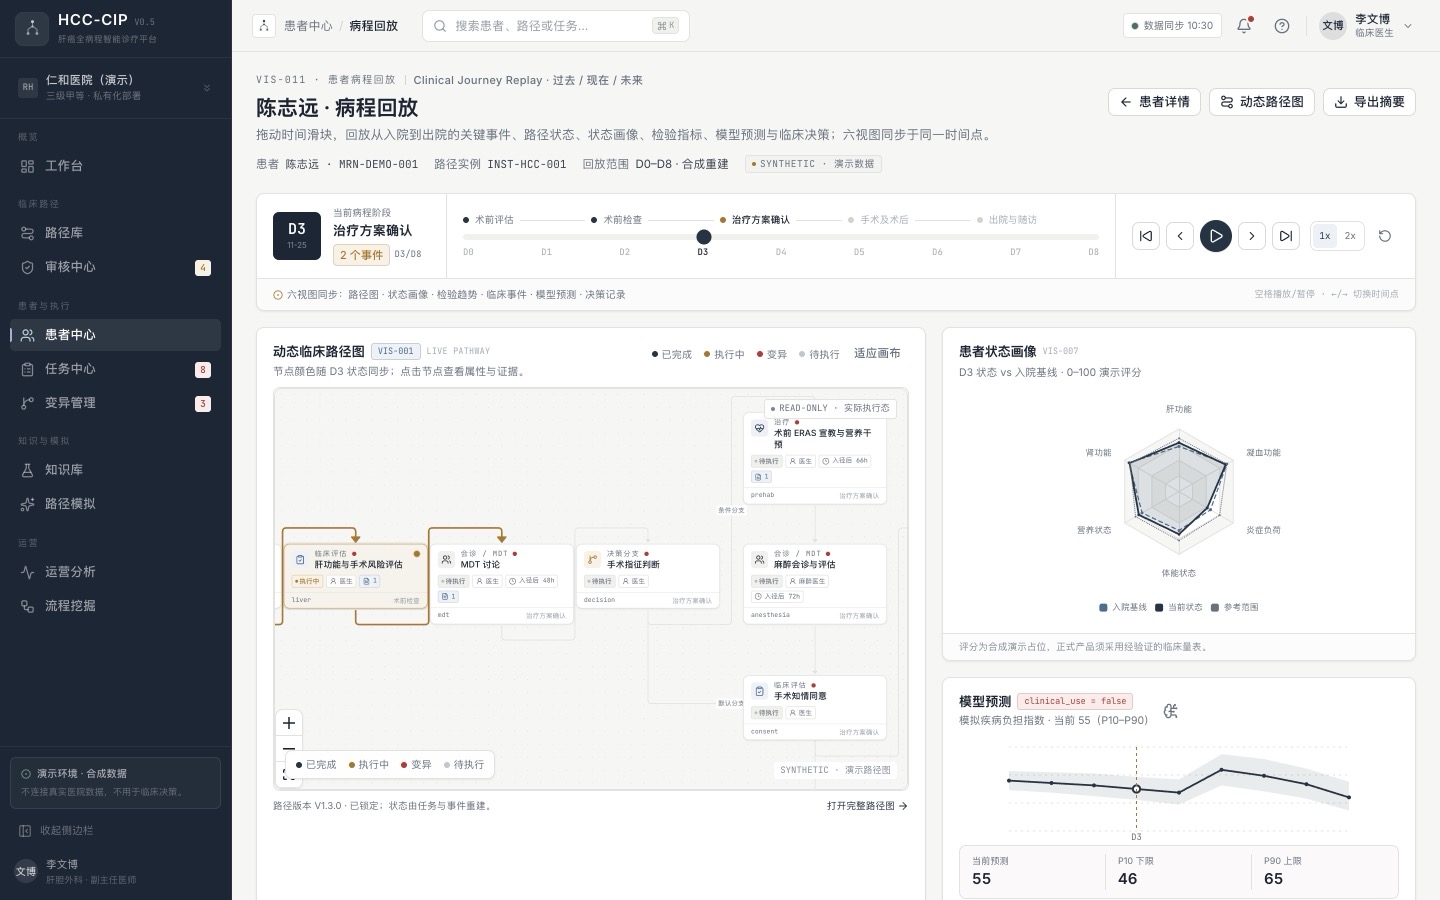 HCC-CIP V0.5
肝癌全病程智能诊疗平台
RH 仁和医院（演示）
三级甲等 · 私有化部署
概览
工作台
临床路径
路径库
审核中心 4
患者与执行
患者中心
任务中心 8
变异管理 3
知识与模拟
知识库
路径模拟
运营
运营分析
流程挖掘
演示环境 · 合成数据
不连接真实医院数据，不用于临床决策。
收起侧边栏
文博 李文博
肝胆外科 · 副主任医师
患者中心 / 病程回放
搜索患者、路径或任务… ⌘K
数据同步 10:30
文博 李文博
临床医生
VIS-011 · 患者病程回放 Clinical Journey Replay · 过去 / 现在 / 未来
陈志远 · 病程回放
拖动时间滑块，回放从入院到出院的关键事件、路径状态、状态画像、检验指标、模型预测与临床决策；六视图同步于同一时间点。
患者 陈志远 · MRN-DEMO-001 路径实例 INST-HCC-001 回放范围 D0–D8 · 合成重建 SYNTHETIC · 演示数据
患者详情
动态路径图
导出摘要
D3
11-25
当前病程阶段
治疗方案确认
2 个事件 D3/D8
术前评估 术前检查 治疗方案确认 手术及术后 出院与随访
D0 D1 D2 D3 D4 D5 D6 D7 D8
1x 2x
六视图同步：路径图 · 状态画像 · 检验趋势 · 临床事件 · 模型预测 · 决策记录
空格播放/暂停 · ←/→ 切换时间点
动态临床路径图 VIS-001 LIVE PATHWAY
已完成 执行中 变异 待执行 适应画布
节点颜色随 D3 状态同步；点击节点查看属性与证据。
READ-ONLY · 实际执行态
治疗
术前 ERAS 宣教与营养干预
待执行 医生 入径后 66h
1
prehab 治疗方案确认
条件分支
临床评估
肝功能与手术风险评估
执行中 医生 1
liver 术前检查
会诊 / MDT
MDT 讨论
待执行 医生 入径后 48h
1
mdt 治疗方案确认
决策分支
手术指征判断
待执行 医生
decision 治疗方案确认
会诊 / MDT
麻醉会诊与评估
待执行 麻醉医生
入径后 72h
anesthesia 治疗方案确认
默认分支
临床评估
手术知情同意
待执行 医生
consent 治疗方案确认
已完成 执行中 变异 待执行
SYNTHETIC · 演示路径图
路径版本 V1.3.0 · 已锁定；状态由任务与事件重建。
打开完整路径图
患者状态画像 VIS-007
D3 状态 vs 入院基线 · 0–100 演示评分
肝功能
肾功能 凝血功能
营养状态 炎症负荷
体能状态
入院基线 当前状态 参考范围
评分为合成演示占位，正式产品须采用经验证的临床量表。
模型预测 clinical_use = false
模拟疾病负担指数 · 当前 55（P10–P90）
D3
当前预测 P10 下限 P90 上限
55 46 65